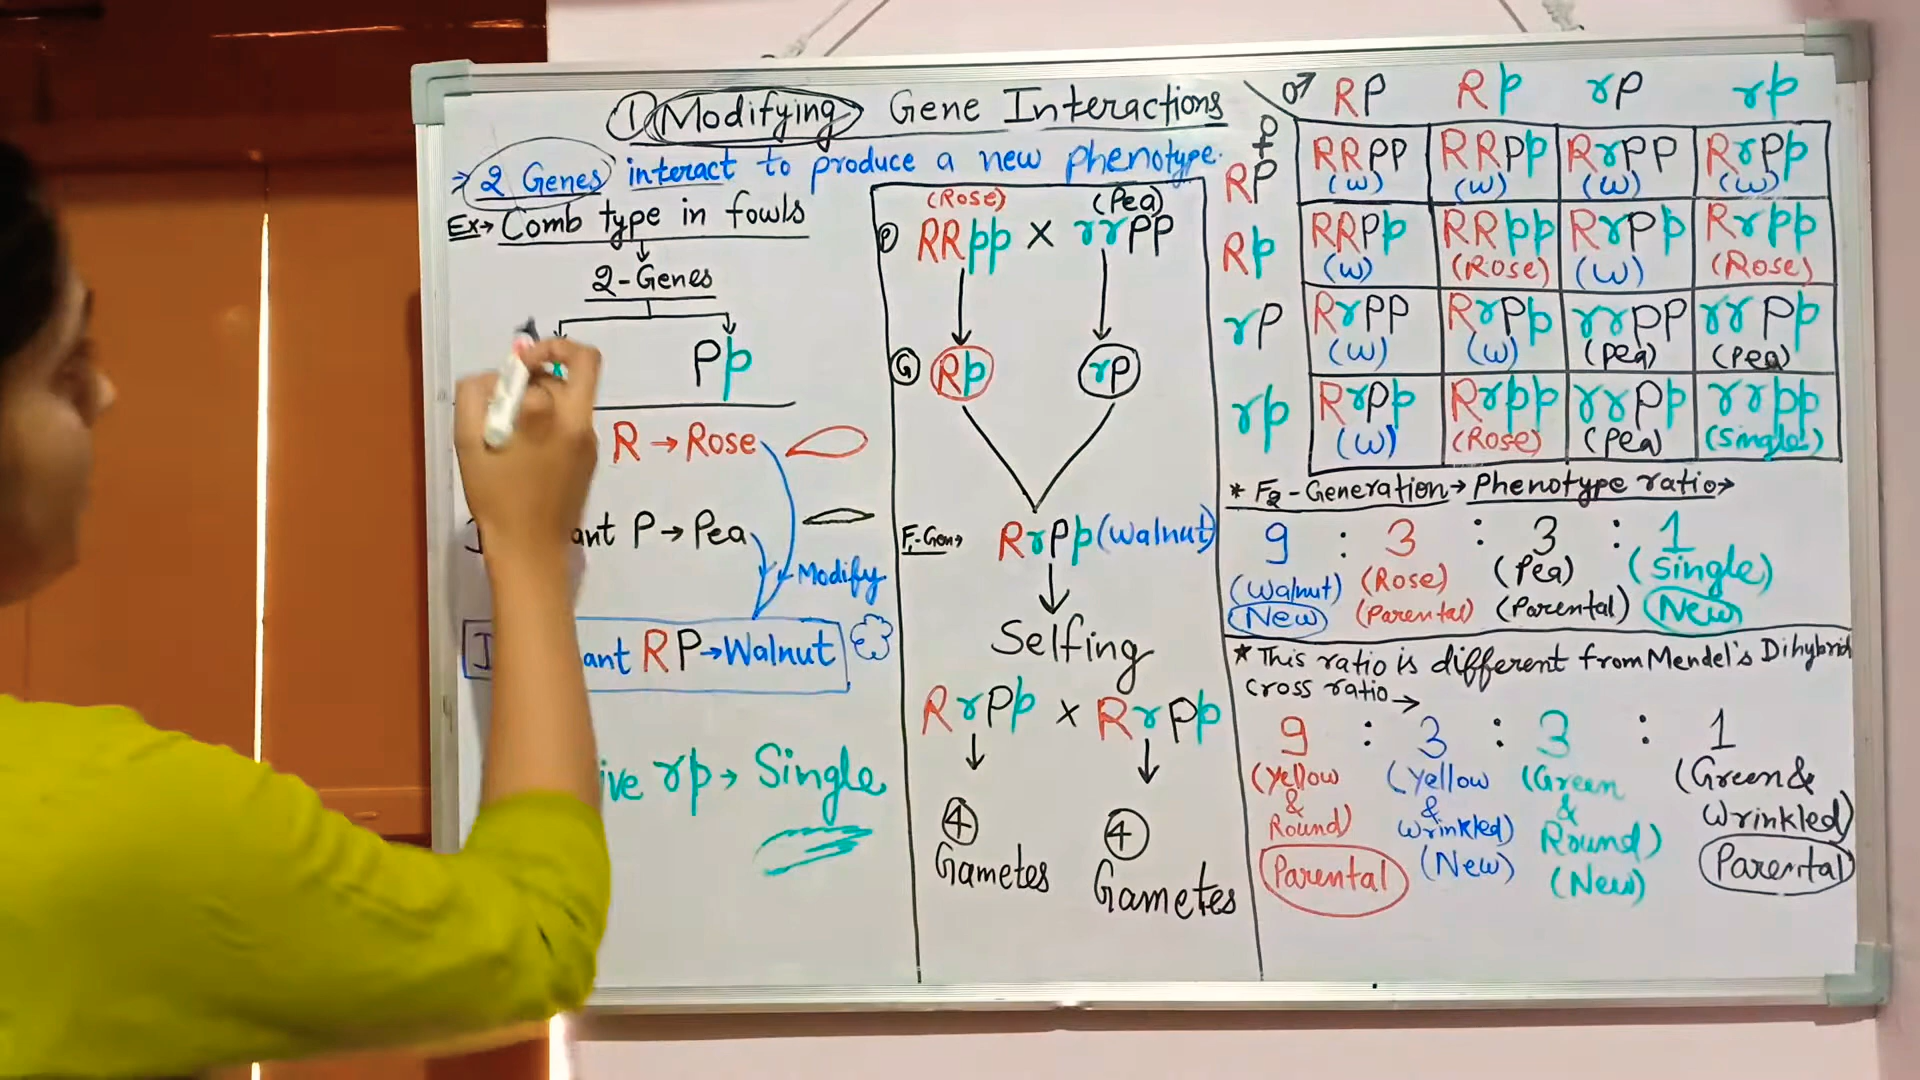 ① Modifying Gene Interactions
⇒ 2 Genes interact to produce a new phenotype.
Ex→ Comb type in fowls
2-Genes
Pp
R → Rose
ant P → Pea
Modify
ant RP → Walnut
ive rp → Single
(Rose) (Pea)
P RRpp × rrPP
G Rp rP
F1-Gen→ RrPp (Walnut)
Selfing
RrPp × RrPp
4 4
Gametes Gametes
♂ RP Rp rP rp
♀
RP RRPP RRPp RrPP RrPp
(W) (W) (W) (W)
Rp RRPp RRpp RrPp Rrpp
(W) (Rose) (W) (Rose)
rP RrPP RrPp rrPP rrPp
(W) (W) (Pea) (Pea)
rp RrPp Rrpp rrPp rrpp
(W) (Rose) (Pea (Single)
* F2-Generation → Phenotype ratio →
9 : 3 : 3 : 1
(Walnut) (Rose) (Pea) (Single)
(New) (Parental) (Parental) (New)
* This ratio is different from Mendel's Dihybrid
cross ratio →
9 : 3 : 3 : 1
(Yellow (Yellow (Green (Green &
& & & Wrinkled)
Round) Wrinkled) Round)
(Parental) (New) (New) (Parental)